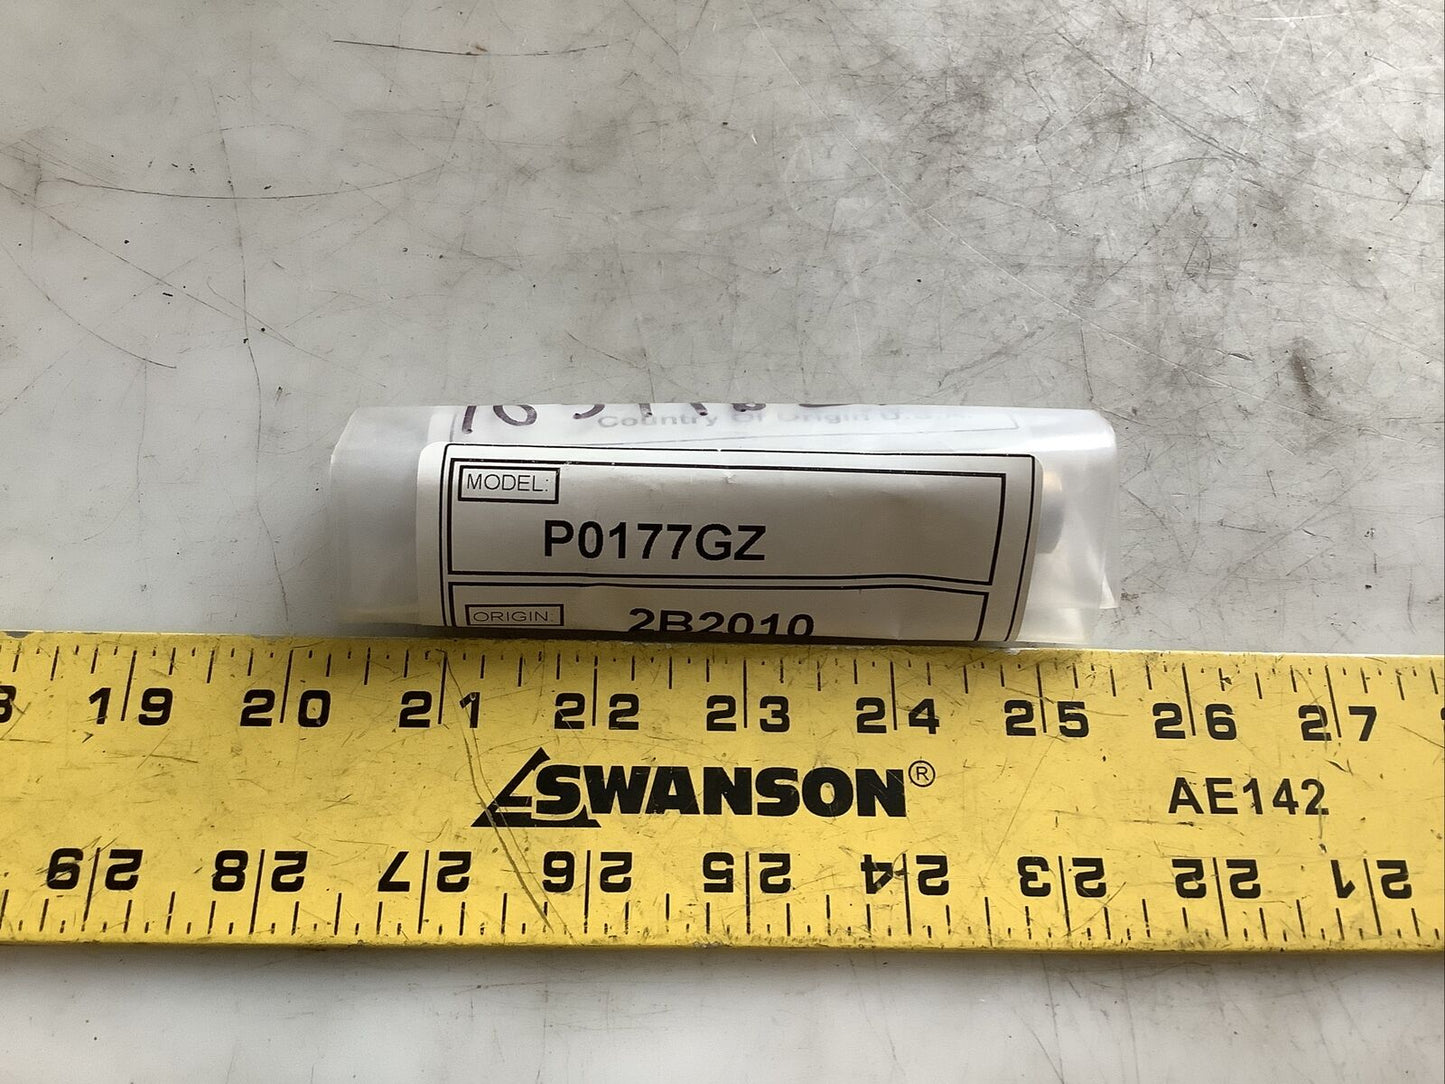 Country Of Origin U.S.A.
MODEL:
P0177GZ
ORIGIN:
2B2010
19 20 21 22 23 24 25 26 27
SWANSON®
AE142
21 22 23 24 25 26 27 28 29